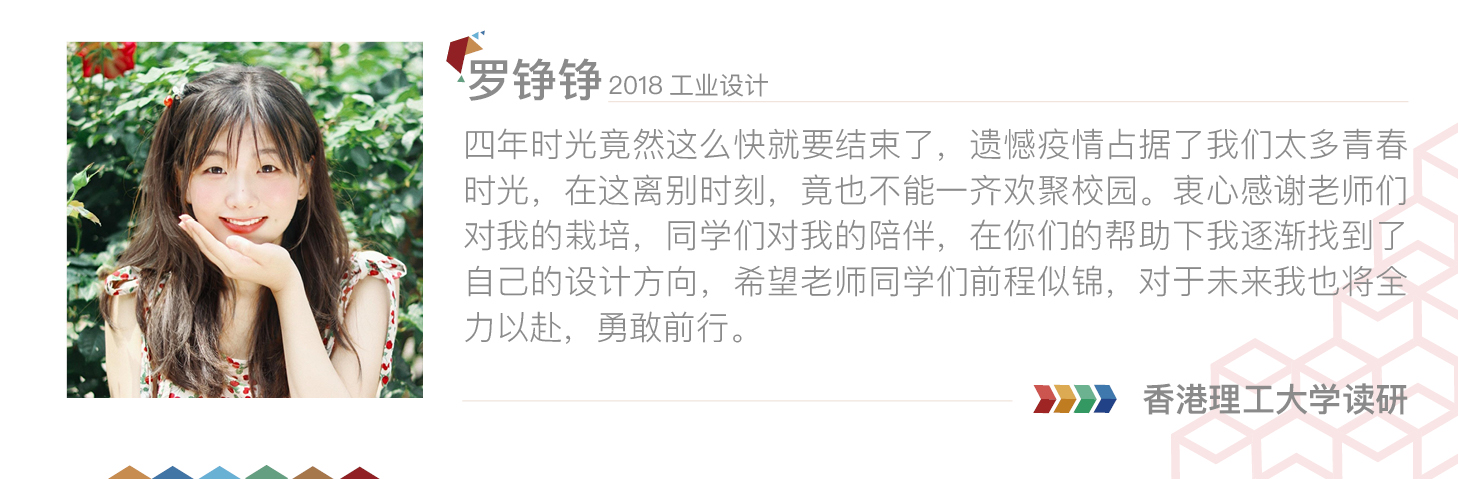 罗铮铮 2018 工业设计
四年时光竟然这么快就要结束了，遗憾疫情占据了我们太多青春
时光，在这离别时刻，竟也不能一齐欢聚校园。衷心感谢老师们
对我的栽培，同学们对我的陪伴，在你们的帮助下我逐渐找到了
自己的设计方向，希望老师同学们前程似锦，对于未来我也将全
力以赴，勇敢前行。
香港理工大学读研